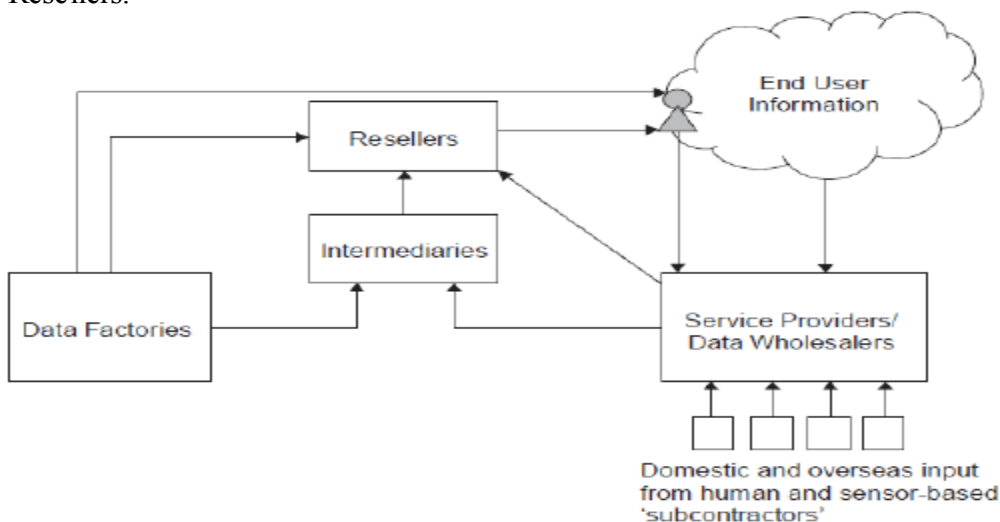 Resellers.
End User
Information
Resellers
Intermediaries
Data Factories
Service Providers/
Data Wholesalers
Domestic and overseas input
from human and sensor-based
'subcontractors'